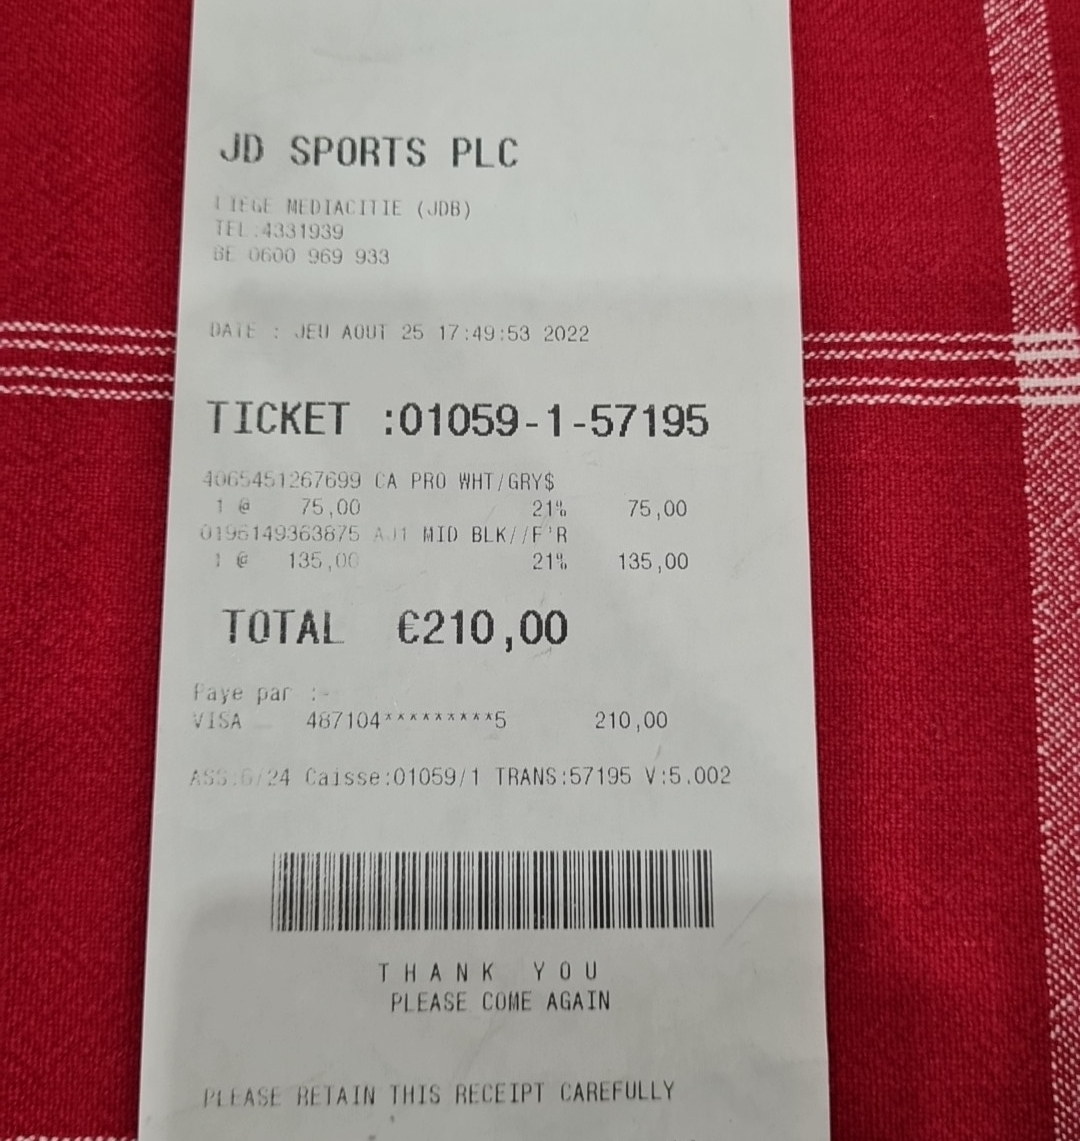 JD SPORTS PLC
LIEGE MEDIACITIE (JDB)
TEL:4331939
BE 0600 969 933
DATE : JEU AOUT 25 17:49:53 2022
TICKET :01059-1-57195
4065451267699 CA PRO WHT/GRY$
1 @ 75,00 21% 75,00
0196149363875 AJ1 MID BLK//F'R
1 @ 135,00 21% 135,00
TOTAL €210,00
Paye par :-
VISA 487104*********5 210,00
ASS:6/24 Caisse:01059/1 TRANS:57195 V:5.002
THANK YOU
PLEASE COME AGAIN
PLEASE RETAIN THIS RECEIPT CAREFULLY